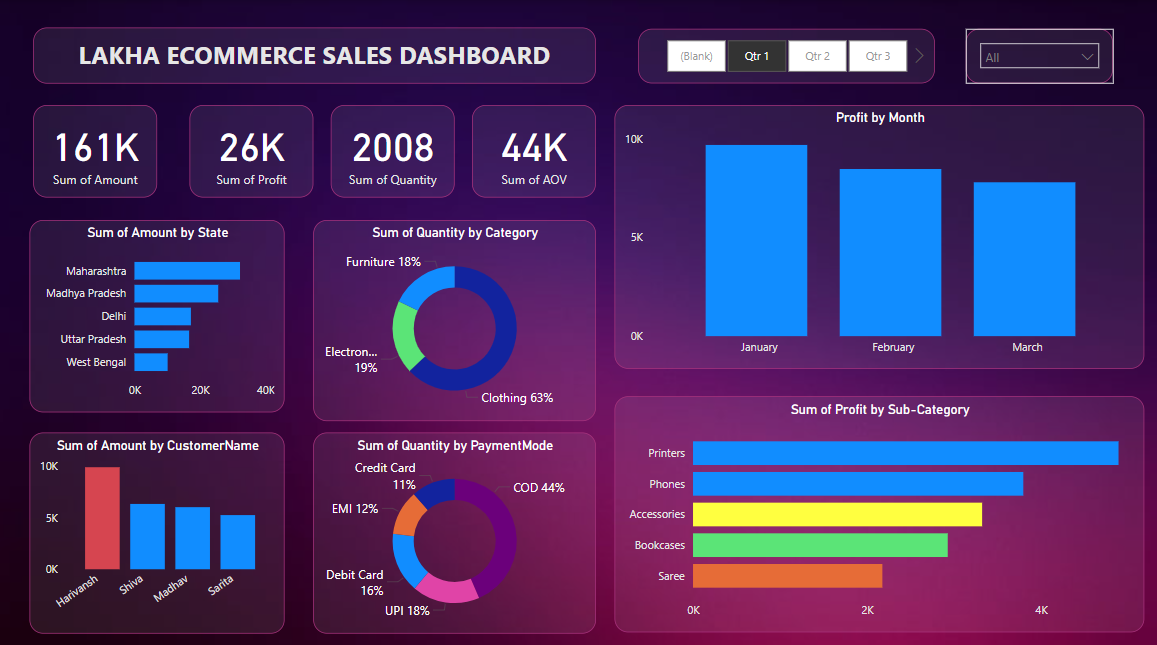 LAKHA ECOMMERCE SALES DASHBOARD
(Blank)
Qtr 1
Qtr 2
Qtr 3
All
161K
Sum of Amount
26K
Sum of Profit
2008
Sum of Quantity
44K
Sum of AOV
Profit by Month
10K
5K
0K
January
February
March
Sum of Amount by State
Maharashtra
Madhya Pradesh
Delhi
Uttar Pradesh
West Bengal
0K
20K
40K
Sum of Quantity by Category
Furniture 18%
Electron...
19%
Clothing 63%
Sum of Profit by Sub-Category
Printers
Phones
Accessories
Bookcases
Saree
0K
2K
4K
Sum of Amount by CustomerName
10K
5K
0K
Harivansh
Shiva
Madhav
Sarita
Sum of Quantity by PaymentMode
Credit Card
11%
COD 44%
EMI 12%
Debit Card
16%
UPI 18%